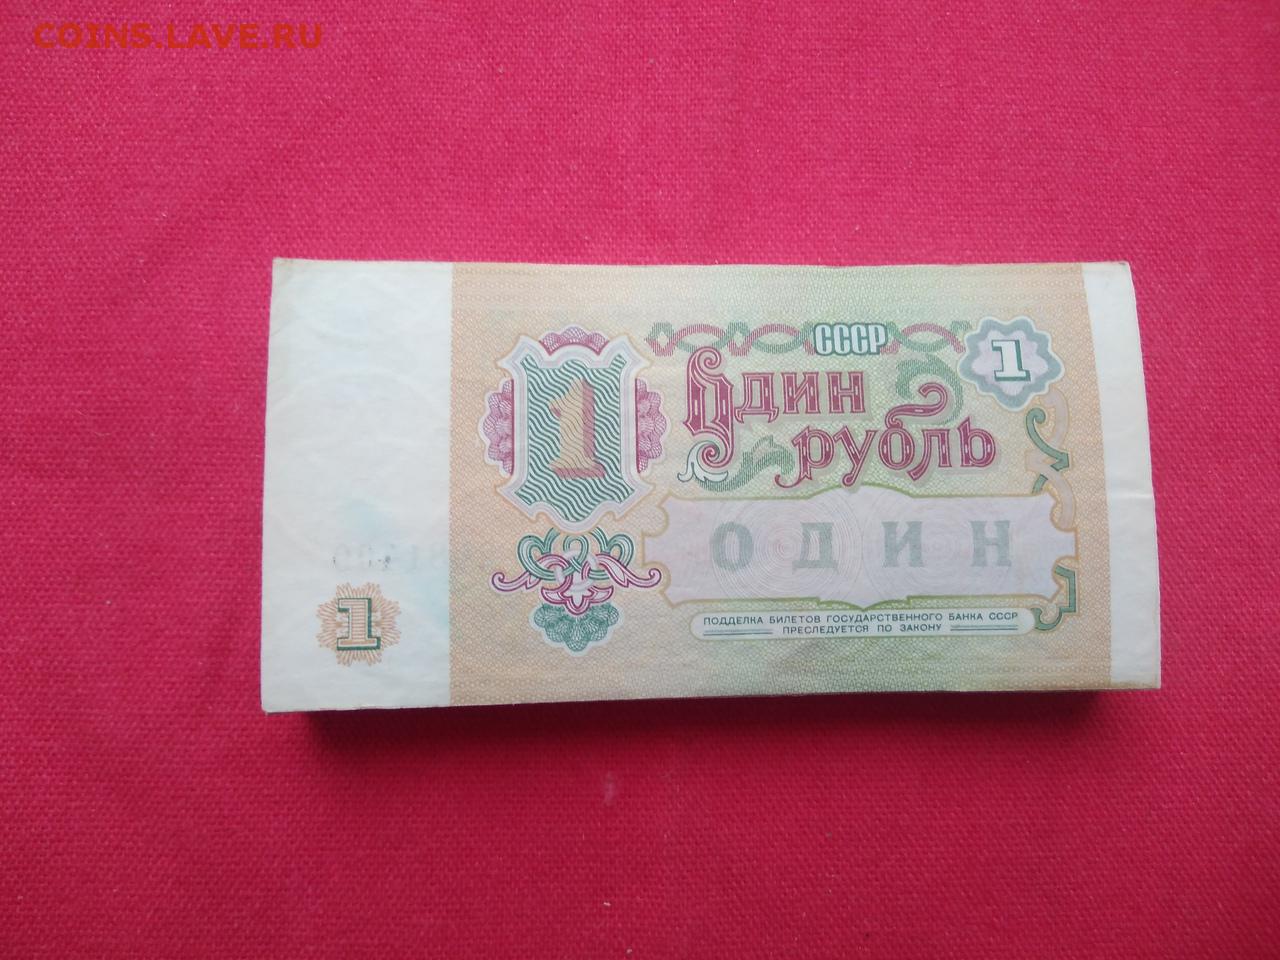 COINS.LAVE.RU
СССР
1
1
Один
рубль
ОДИН
1
ПОДДЕЛКА БИЛЕТОВ ГОСУДАРСТВЕННОГО БАНКА СССР
ПРЕСЛЕДУЕТСЯ ПО ЗАКОНУ